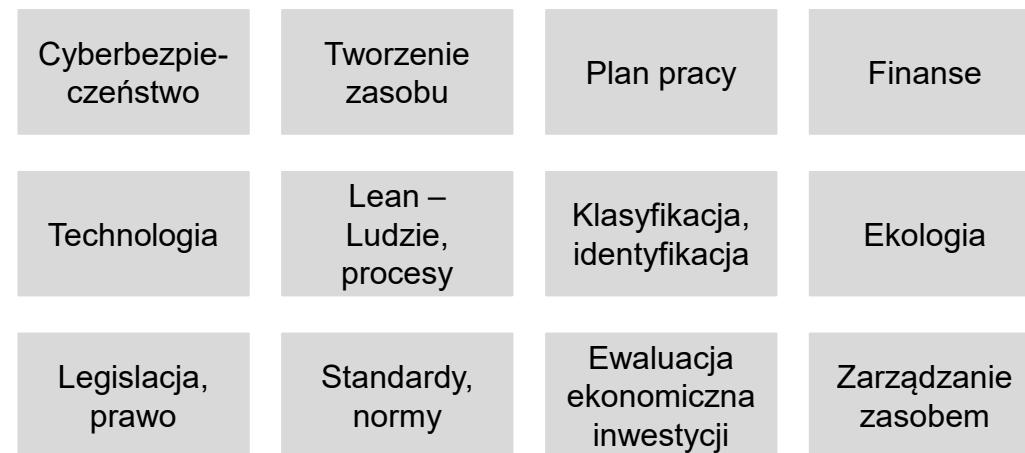 Cyberbezpie-
czeństwo
Tworzenie
zasobu
Plan pracy
Finanse
Technologia
Lean –
Ludzie,
procesy
Klasyfikacja,
identyfikacja
Ekologia
Legislacja,
prawo
Standardy,
normy
Ewaluacja
ekonomiczna
inwestycji
Zarządzanie
zasobem